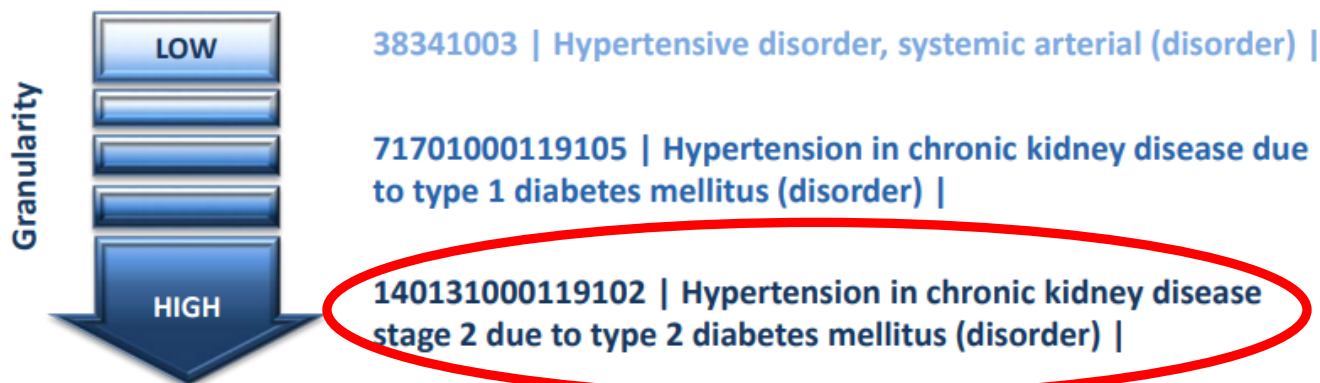 Granularity
LOW
38341003 | Hypertensive disorder, systemic arterial (disorder) |
71701000119105 | Hypertension in chronic kidney disease due
to type 1 diabetes mellitus (disorder) |
HIGH
140131000119102 | Hypertension in chronic kidney disease
stage 2 due to type 2 diabetes mellitus (disorder) |